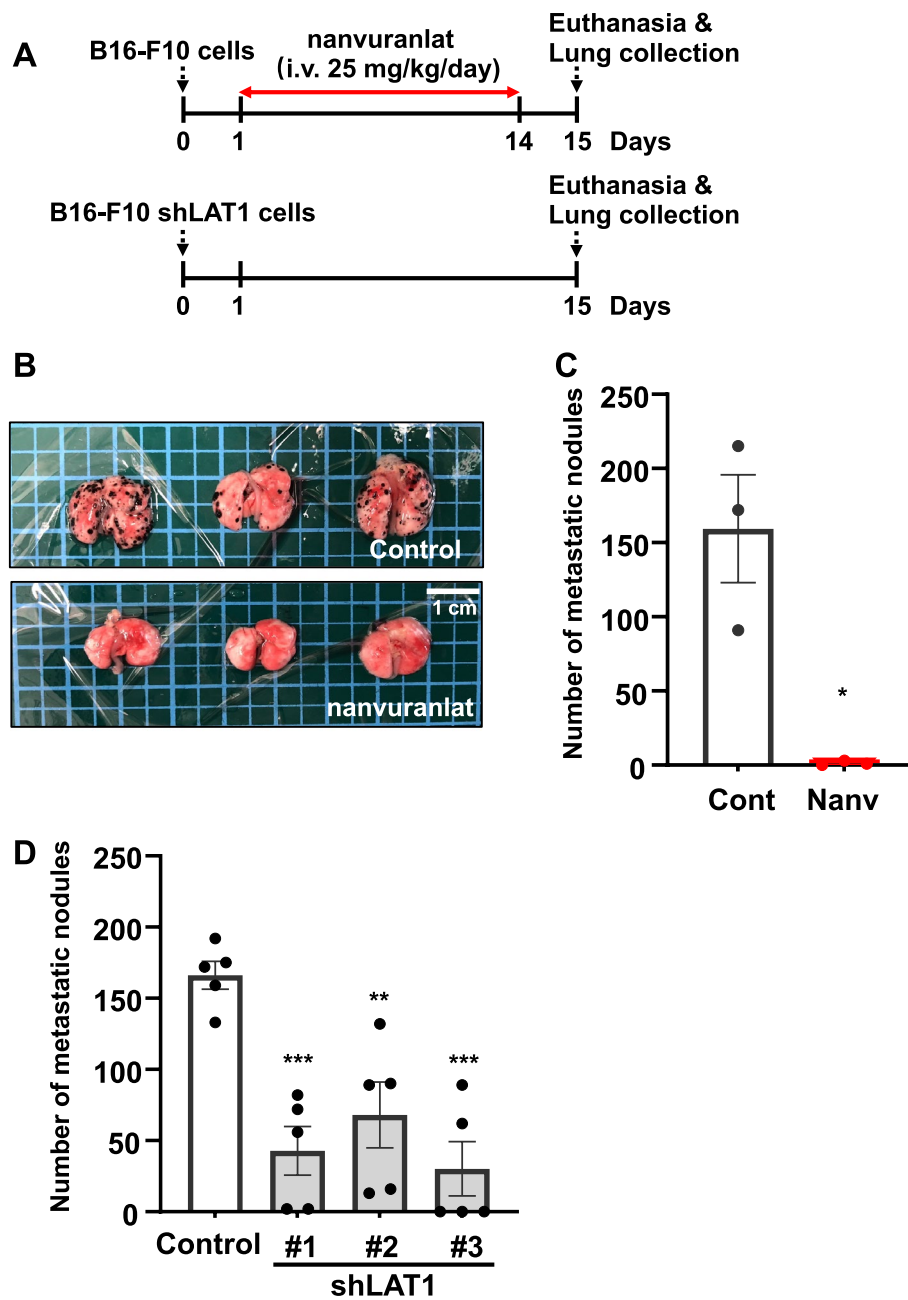 A
B16-F10 cells
nanvuranlat
(i.v. 25 mg/kg/day)
Euthanasia &
Lung collection
0 1 14 15 Days
B16-F10 shLAT1 cells
Euthanasia &
Lung collection
0 1 15 Days
B
Control
1 cm
nanvuranlat
C
Number of metastatic nodules
250
200
150
100
50
0
*
Cont Nanv
D
Number of metastatic nodules
250
200
150
100
50
0
***
**
***
Control #1 #2 #3
shLAT1